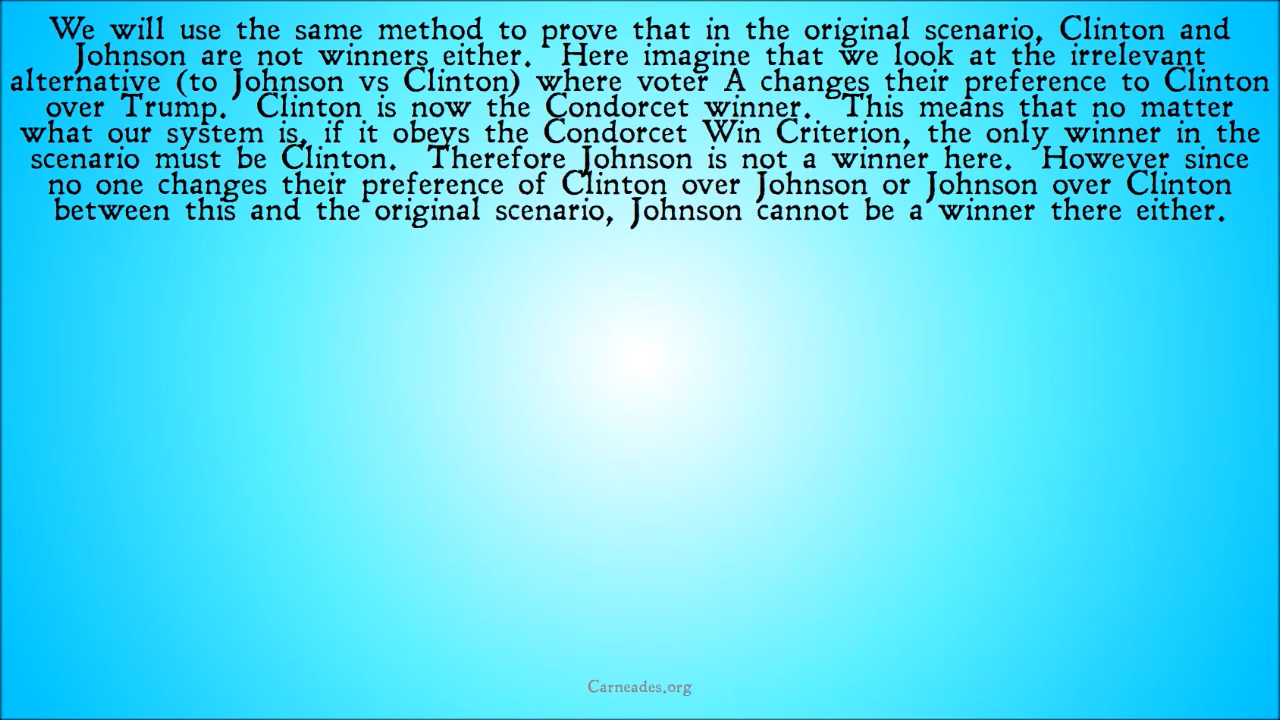 We will use the same method to prove that in the original scenario, Clinton and
Johnson are not winners either.  Here imagine that we look at the irrelevant
alternative (to Johnson vs Clinton) where voter A changes their preference to Clinton
over Trump.  Clinton is now the Condorcet winner.  This means that no matter
what our system is, if it obeys the Condorcet Win Criterion, the only winner in the
scenario must be Clinton.  Therefore Johnson is not a winner here.  However since
no one changes their preference of Clinton over Johnson or Johnson over Clinton
between this and the original scenario, Johnson cannot be a winner there either.
Carneades.org